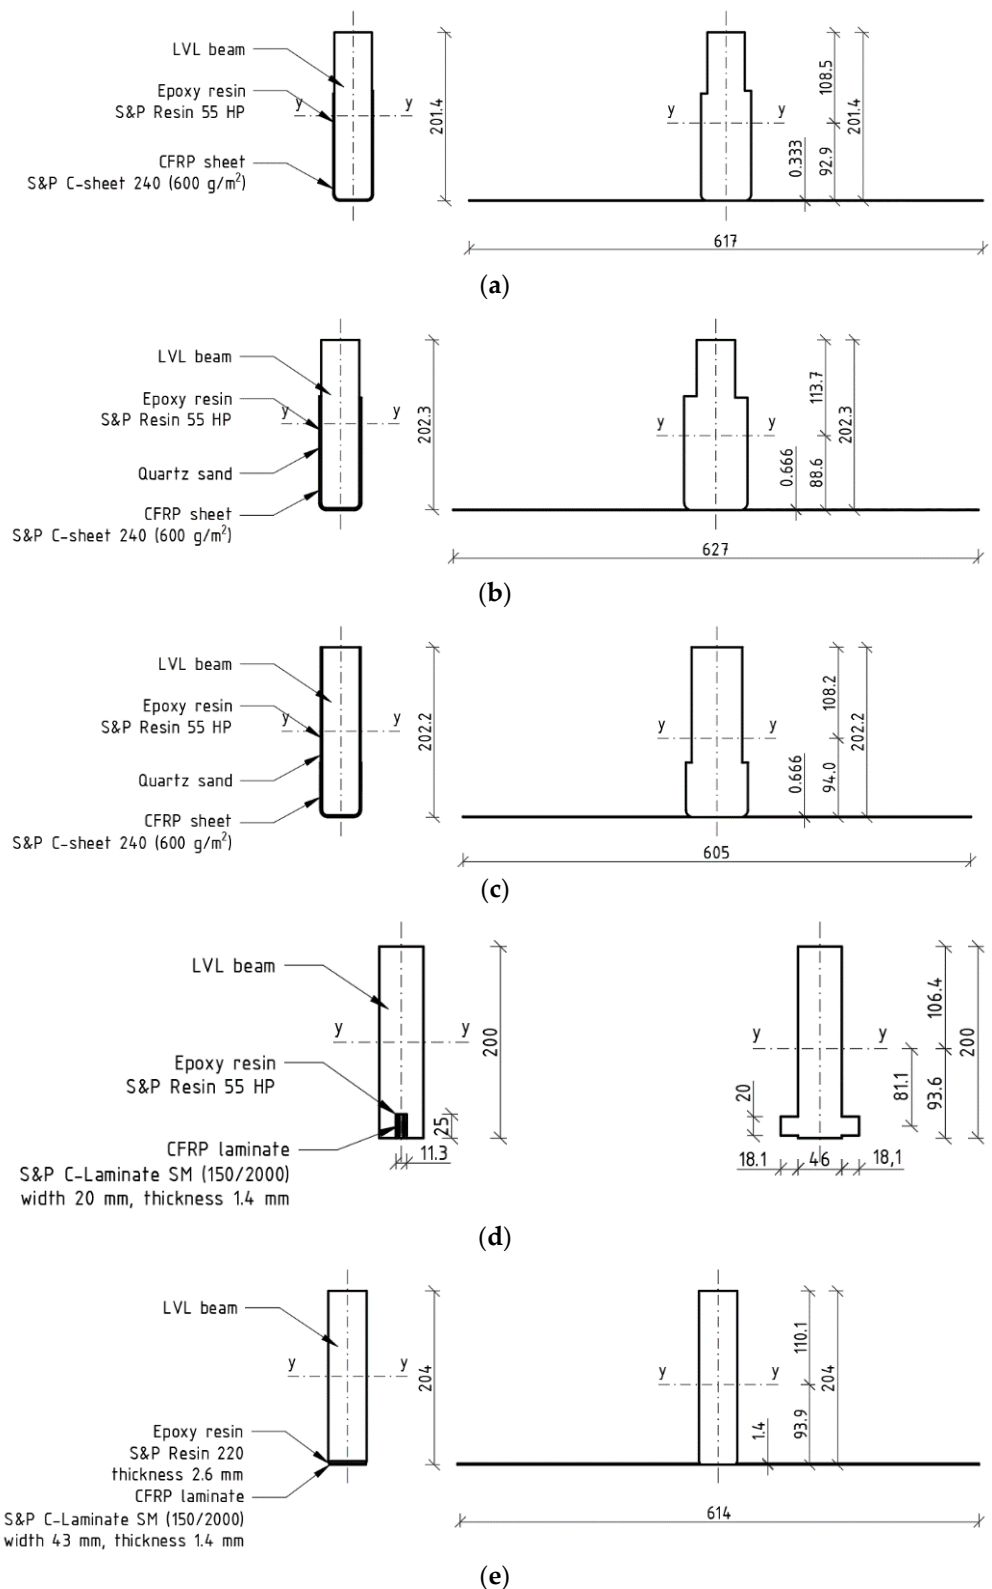 LVL beam
Epoxy resin
S&P Resin 55 HP
CFRP sheet
S&P C-sheet 240 (600 g/m²)
y y
201.4
y y
0.333
92.9
108.5
201.4
617
(a)
LVL beam
Epoxy resin
S&P Resin 55 HP
Quartz sand
CFRP sheet
S&P C-sheet 240 (600 g/m²)
y y
202.3
y y
0.666
88.6
113.7
202.3
627
(b)
LVL beam
Epoxy resin
S&P Resin 55 HP
Quartz sand
CFRP sheet
S&P C-sheet 240 (600 g/m²)
y y
202.2
y y
0.666
94.0
108.2
202.2
605
(c)
LVL beam
Epoxy resin
S&P Resin 55 HP
CFRP laminate
S&P C-Laminate SM (150/2000)
width 20 mm, thickness 1.4 mm
y y
200
25
11.3
y y
20
81.1
106.4
93.6
200
18.1 46 18,1
(d)
LVL beam
Epoxy resin
S&P Resin 220
thickness 2.6 mm
CFRP laminate
S&P C-Laminate SM (150/2000)
width 43 mm, thickness 1.4 mm
y y
204
y y
1.4
93.9
110.1
204
614
(e)